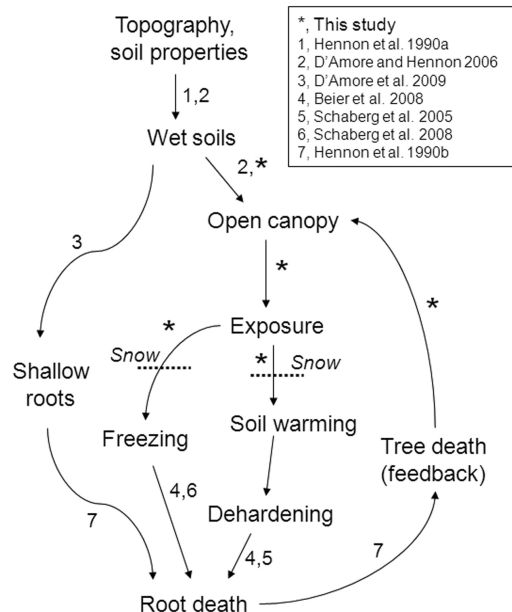 Topography,
soil properties
*, This study
1, Hennon et al. 1990a
2, D'Amore and Hennon 2006
3, D'Amore et al. 2009
4, Beier et al. 2008
5, Schaberg et al. 2005
6, Schaberg et al. 2008
7, Hennon et al. 1990b
1,2
Wet soils
2,*
Open canopy
3
*
*
Exposure
*
*
Snow
Snow
Shallow
roots
Freezing
Soil warming
Tree death
(feedback)
4,6
Dehardening
7
4,5
7
Root death